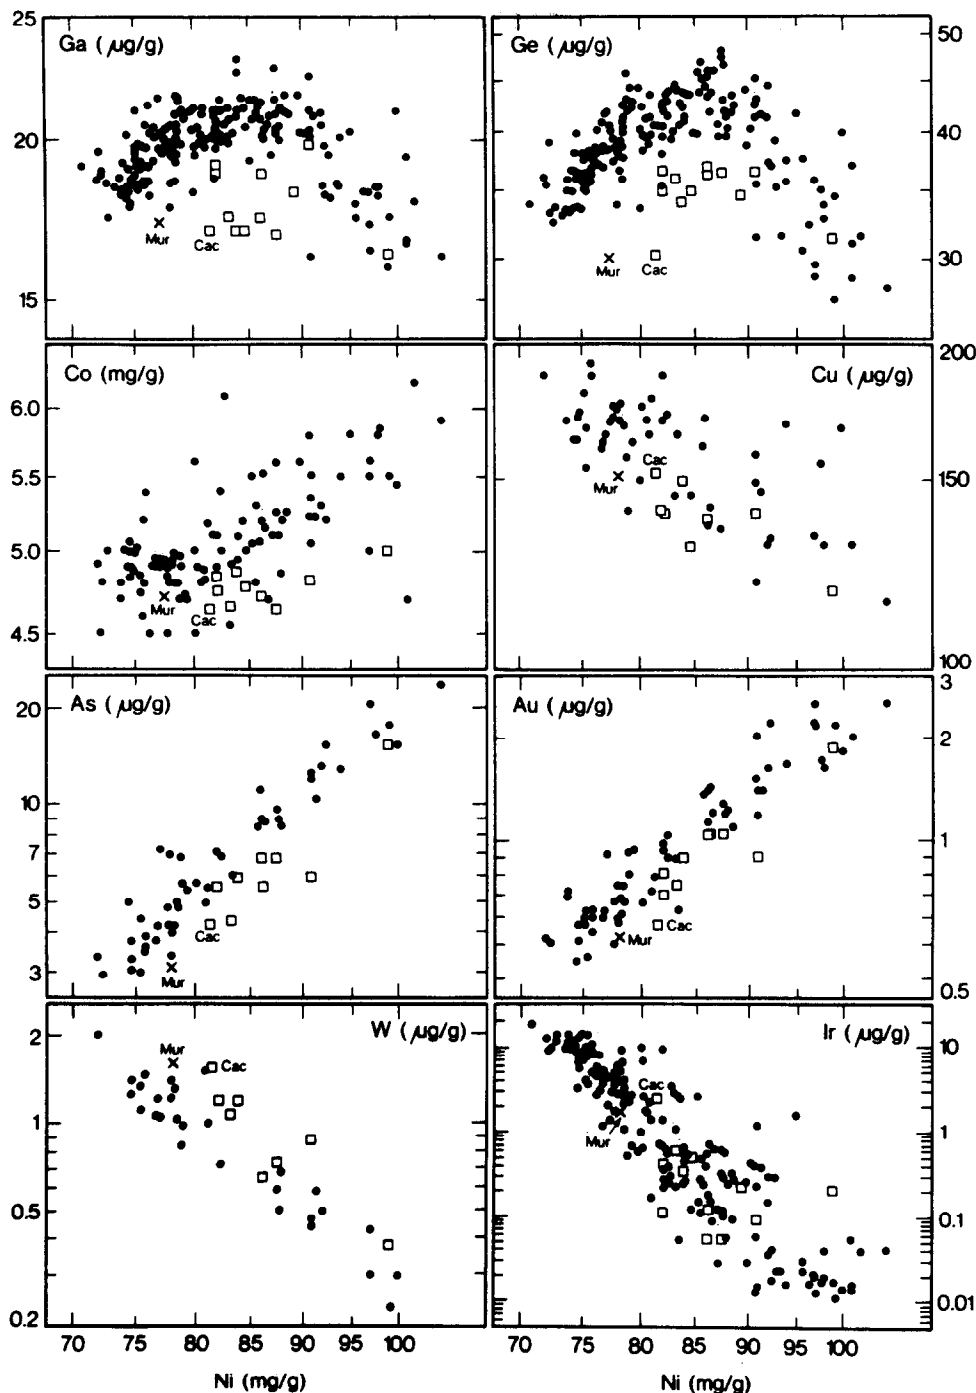 25
Ga (µg/g)
Ge (µg/g)
50
20
40
Mur
Cac
Mur
Cac
30
15
Co (mg/g)
Cu (µg/g)
200
6.0
5.5
Cac
Mur
150
5.0
Mur
Cac
4.5
100
As (µg/g)
Au (µg/g)
3
20
2
10
1
7
5
Cac
Mur
Cac
Mur
3
0.5
W (µg/g)
Ir (µg/g)
2
Mur
Cac
10
Cac
Mur
1
1
0.5
0.1
0.2
0.01
70 75 80 85 90 95 100
70 75 80 85 90 95 100
Ni (mg/g)
Ni (mg/g)